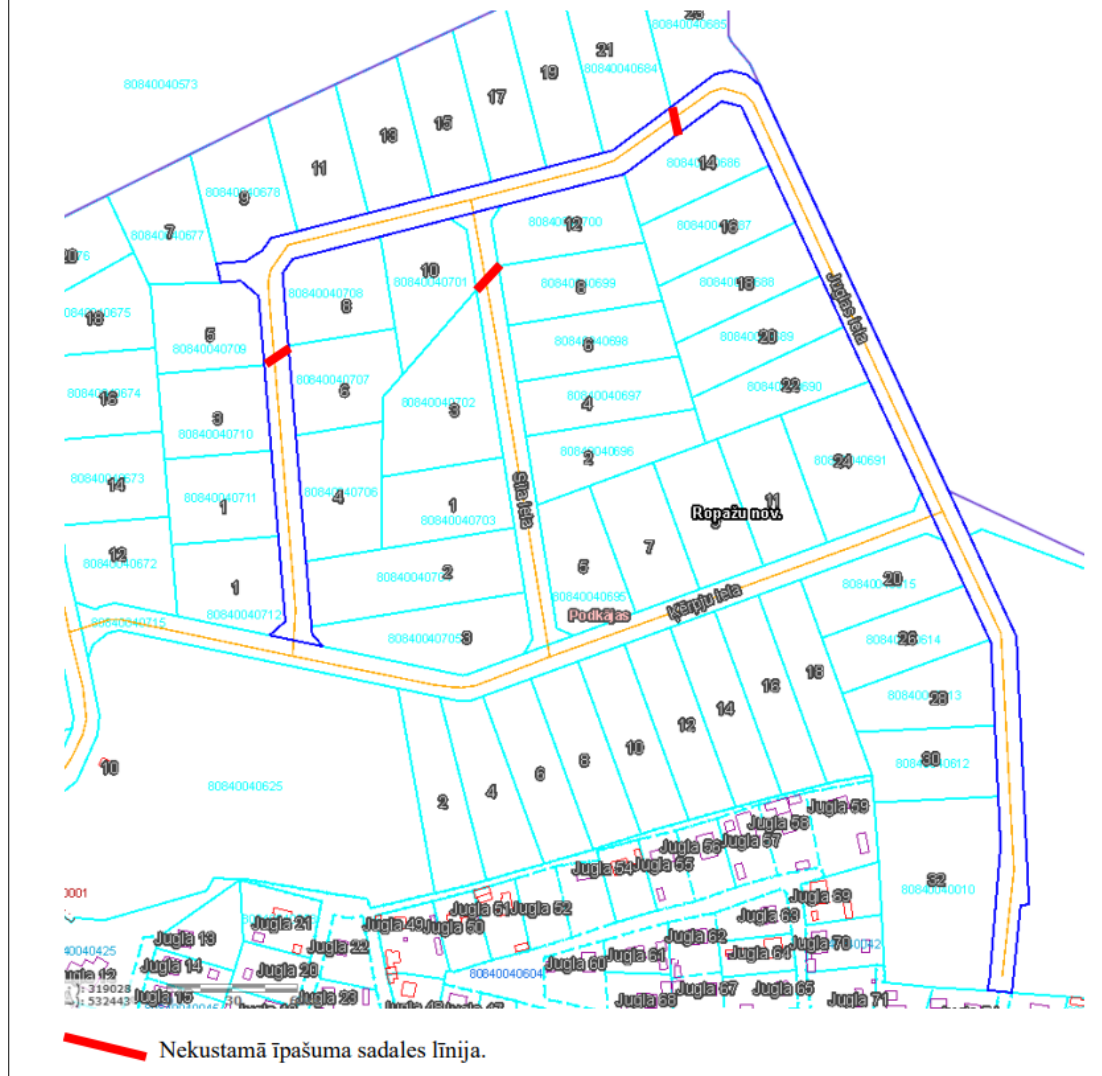 23
80840040685
21
80840040684
80840040573
19
17
15
13
11
14
80840040686
80840040678
9
7
80840040677
12
16
10
80840040701
8
80840040699
18
8
80840040708
Juglas iela
18
5
80840040709
6
80840040698
20
22
80840040707
6
16
80840040674
3
80840040710
80840040702
3
4
80840040697
2
80840040696
24
80840040691
14
80840040711
1
4
80840040706
Sila iela
1
80840040703
11
Ropažu nov.
7
12
80840040672
1
80840040712
2
5
80840040695
Podkājas
Ķērpju iela
20
80840040715
80840040705
3
26
28
18
16
14
12
10
8
6
4
2
30
80840040612
10
80840040625
Jugla 59
Jugla 58
Jugla 57
Jugla 56
Jugla 55
Jugla 54
32
80840040010
0001
Jugla 21
Jugla 49
Jugla 50
Jugla 51
Jugla 52
Jugla 69
Jugla 63
Jugla 13
Jugla 22
Jugla 62
Jugla 64
Jugla 70
Jugla 14
Jugla 20
80840040604
Jugla 60
Jugla 61
Jugla 12
: 319028
: 532443
30
Jugla 15
Jugla 23
Jugla 67
Jugla 65
Jugla 68
Jugla 71
Nekustamā īpašuma sadales līnija.